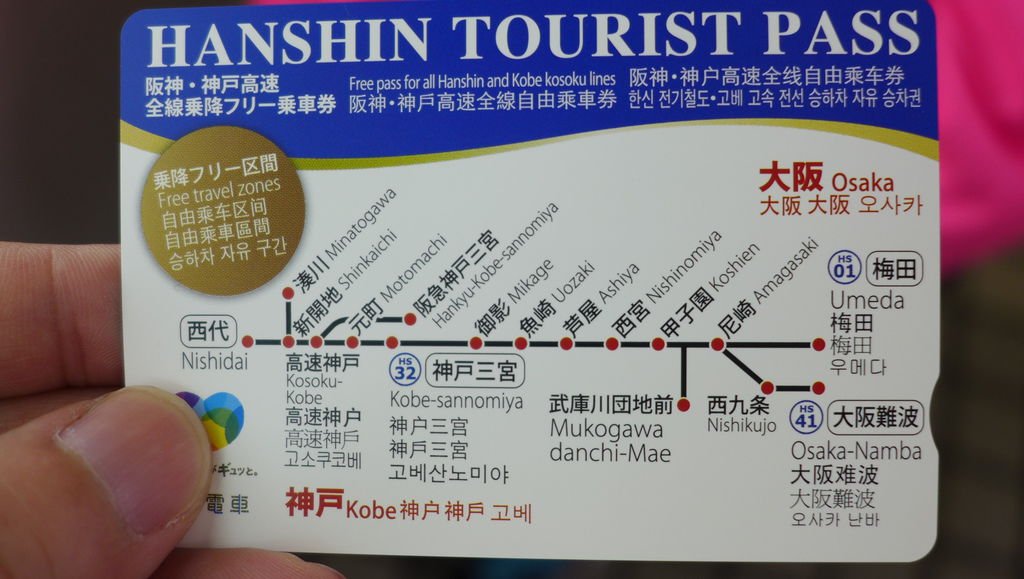 HANSHIN TOURIST PASS
阪神・神戸高速
全線乗降フリー乗車券
Free pass for all Hanshin and Kobe kosoku lines
阪神・神戶高速全線自由乘車券
阪神・神户高速全线自由乘车券
한신 전기철도·고베 고속 전선 승하차 자유 승차권
乗降フリー区間
Free travel zones
自由乘车区间
自由乘車區間
승하차 자유 구간
大阪 Osaka
大阪 大阪 오사카
湊川 Minatogawa
新開地 Shinkaichi
元町 Motomachi
阪急神戸三宮
Hankyu-Kobe-sannomiya
御影 Mikage
魚崎 Uozaki
芦屋 Ashiya
西宮 Nishinomiya
甲子園 Koshien
尼崎 Amagasaki
HS 01 梅田
Umeda
梅田
梅田
우메다
西代
Nishidai
高速神戸
Kosoku-
Kobe
高速神户
高速神戶
고소쿠코베
HS 32 神戸三宮
Kobe-sannomiya
神户三宫
神戶三宮
고베산노미야
武庫川団地前
Mukogawa
danchi-Mae
西九条
Nishikujo
HS 41 大阪難波
Osaka-Namba
大阪难波
大阪難波
오사카 난바
ギュッと。
電車
神戸 Kobe 神户 神戶 고베